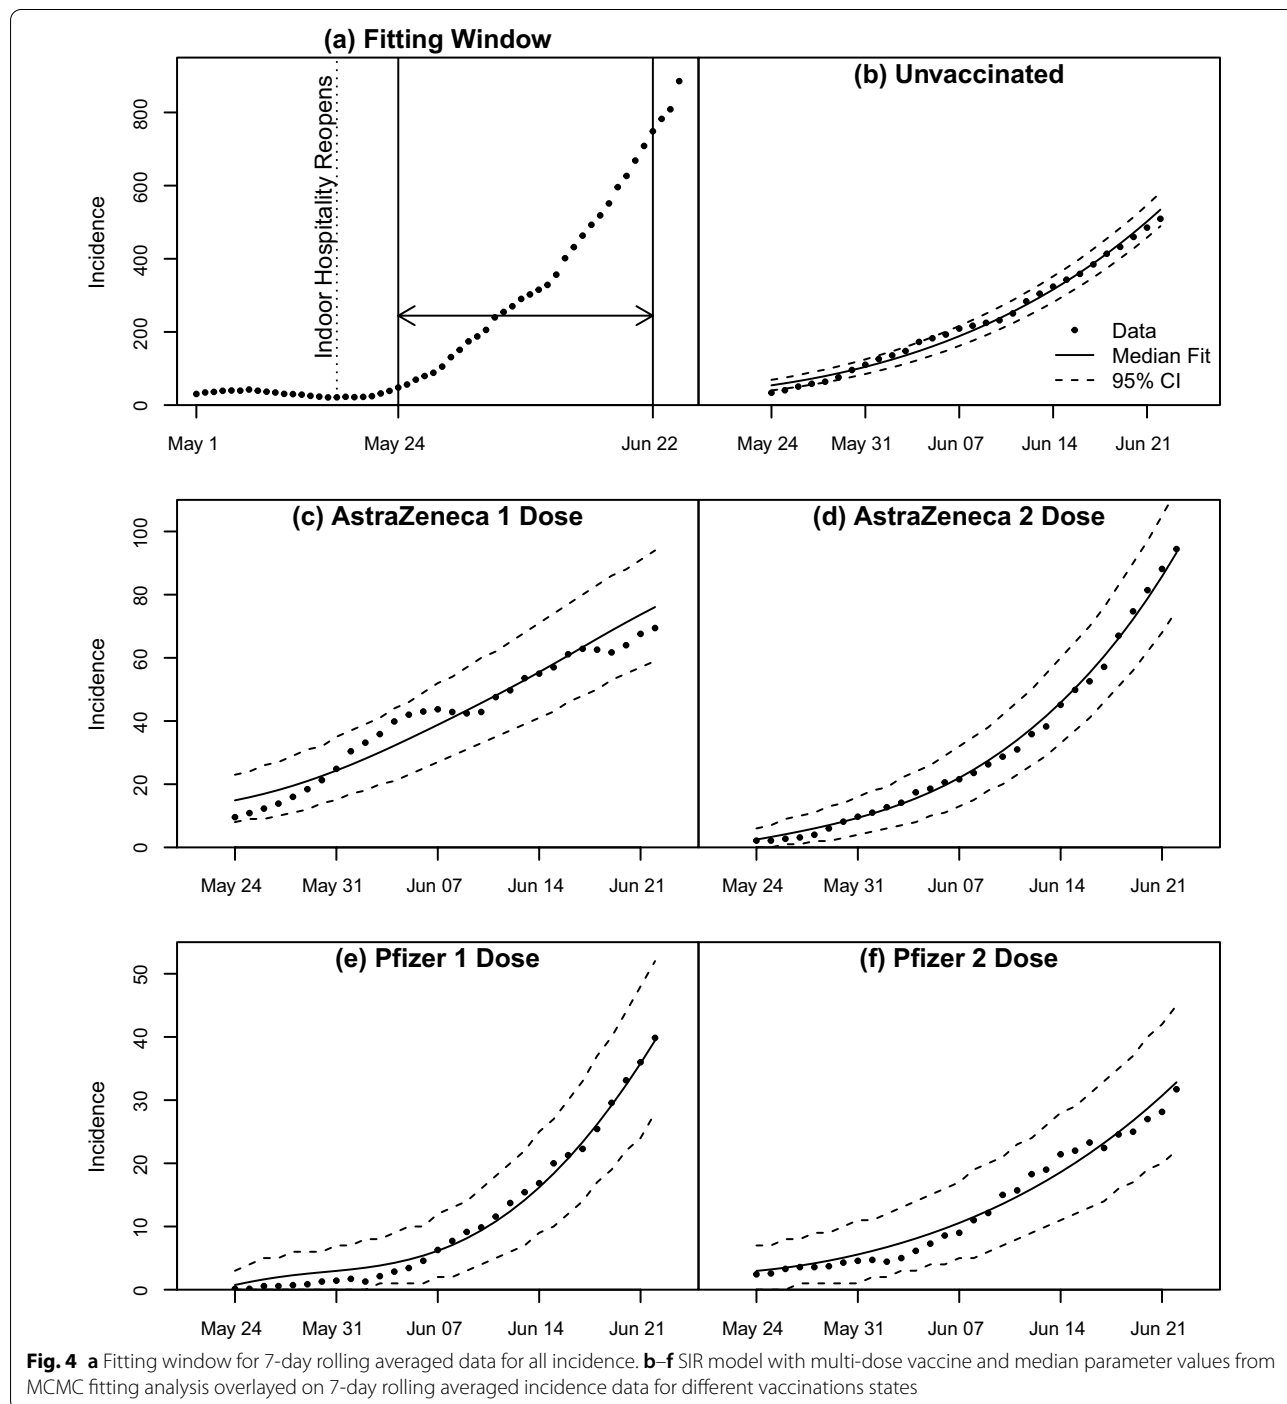 (a) Fitting Window
Indoor Hospitality Reopens
Incidence
0 200 400 600 800
May 1 May 24 Jun 22
(b) Unvaccinated
Data
Median Fit
95% CI
May 24 May 31 Jun 07 Jun 14 Jun 21
(c) AstraZeneca 1 Dose
Incidence
0 20 40 60 80 100
May 24 May 31 Jun 07 Jun 14 Jun 21
(d) AstraZeneca 2 Dose
May 24 May 31 Jun 07 Jun 14 Jun 21
(e) Pfizer 1 Dose
Incidence
0 10 20 30 40 50
May 24 May 31 Jun 07 Jun 14 Jun 21
(f) Pfizer 2 Dose
May 24 May 31 Jun 07 Jun 14 Jun 21
Fig. 4 a Fitting window for 7-day rolling averaged data for all incidence. b–f SIR model with multi-dose vaccine and median parameter values from
MCMC fitting analysis overlayed on 7-day rolling averaged incidence data for different vaccinations states